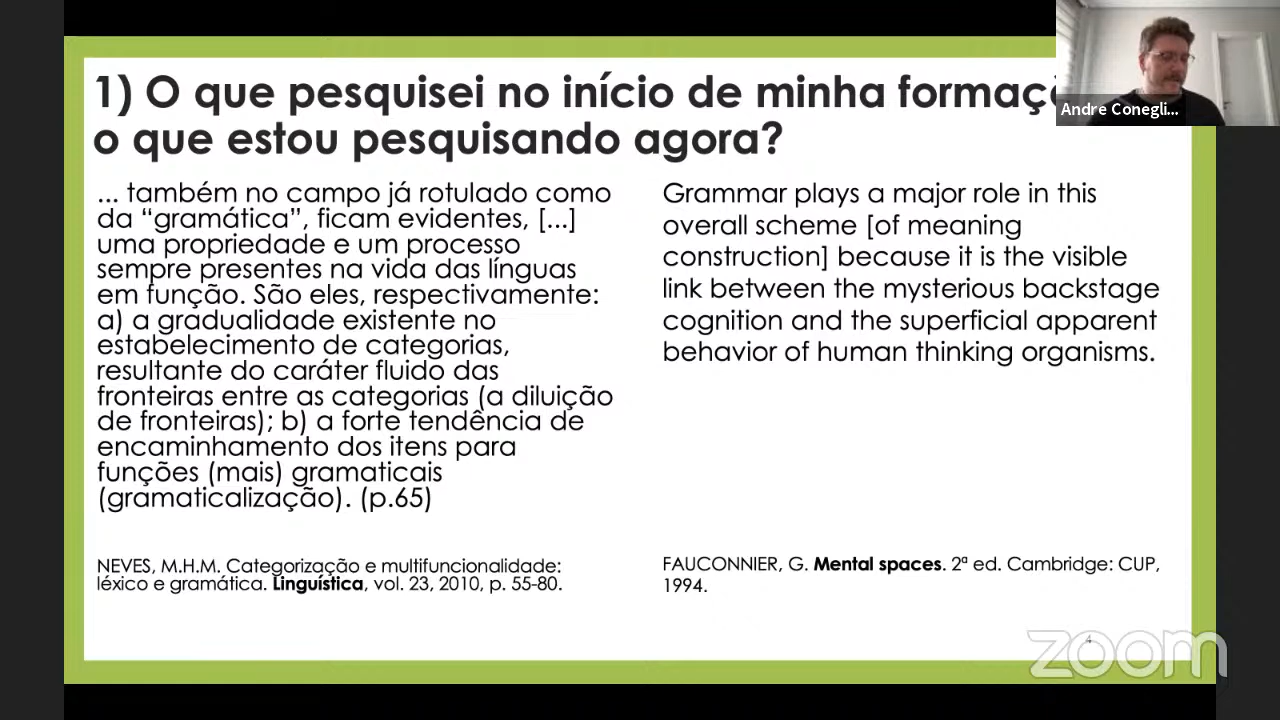 1) O que pesquisei no início de minha formaç
o que estou pesquisando agora?
Andre Conegli...
... também no campo já rotulado como
da “gramática”, ficam evidentes, [...]
uma propriedade e um processo
sempre presentes na vida das línguas
em função. São eles, respectivamente:
a) a gradualidade existente no
estabelecimento de categorias,
resultante do caráter fluido das
fronteiras entre as categorias (a diluição
de fronteiras); b) a forte tendência de
encaminhamento dos itens para
funções (mais) gramaticais
(gramaticalização). (p.65)
NEVES, M.H.M. Categorização e multifuncionalidade:
léxico e gramática. Linguística, vol. 23, 2010, p. 55-80.
Grammar plays a major role in this
overall scheme [of meaning
construction] because it is the visible
link between the mysterious backstage
cognition and the superficial apparent
behavior of human thinking organisms.
FAUCONNIER, G. Mental spaces. 2ª ed. Cambridge: CUP,
1994.
4
zoom